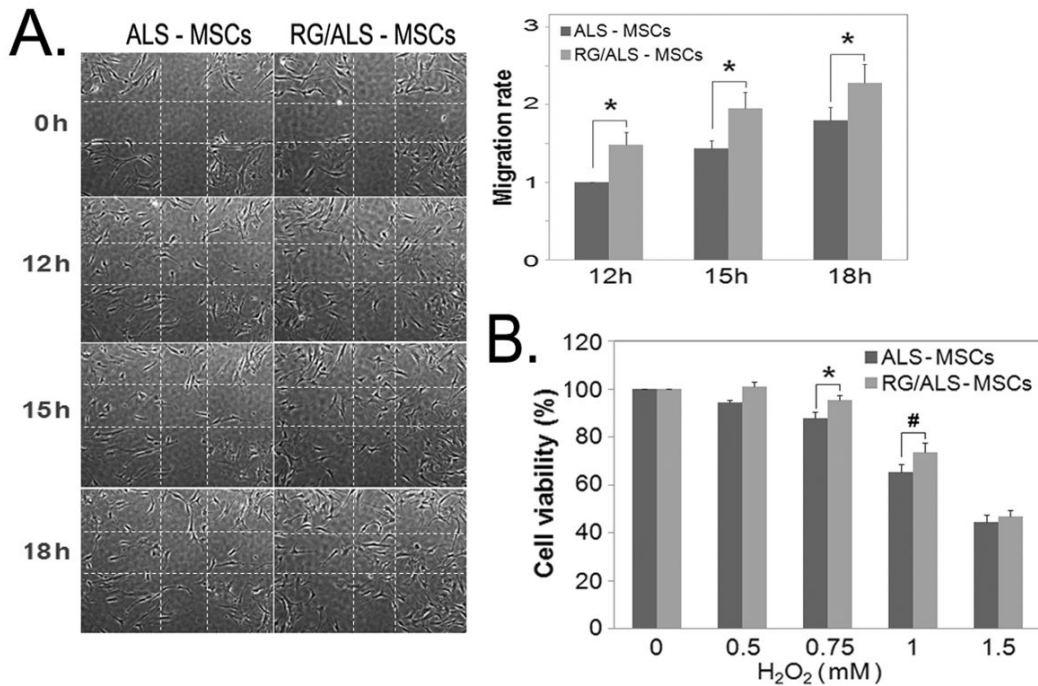 A.
ALS - MSCs
RG/ALS - MSCs
0h
12h
15h
18h
Migration rate
3
2
1
0
ALS - MSCs
RG/ALS - MSCs
*
*
*
12h
15h
18h
B.
Cell viability (%)
120
100
80
60
40
20
0
ALS - MSCs
RG/ALS - MSCs
*
#
0
0.5
0.75
1
1.5
H₂O₂ (mM)